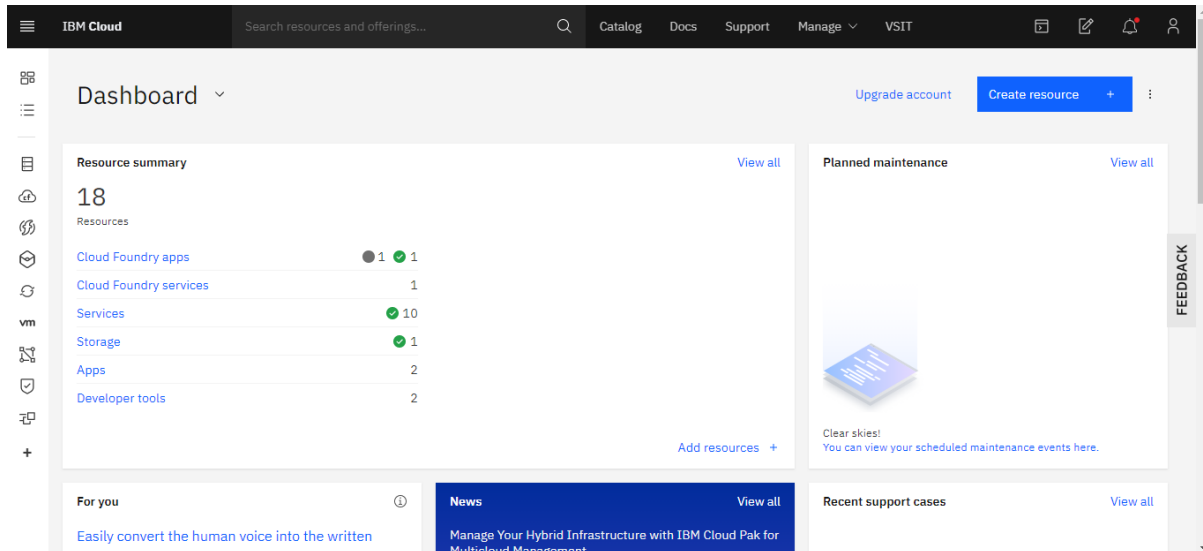 IBM Cloud
Search resources and offerings...
Catalog
Docs
Support
Manage
VSIT
Dashboard
Upgrade account
Create resource +
Resource summary
View all
18
Resources
Cloud Foundry apps 1 1
Cloud Foundry services 1
Services 10
Storage 1
Apps 2
Developer tools 2
Add resources +
Planned maintenance
View all
Clear skies!
You can view your scheduled maintenance events here.
FEEDBACK
cf
vm
For you
Easily convert the human voice into the written
News
View all
Manage Your Hybrid Infrastructure with IBM Cloud Pak for
Multicloud Management
Recent support cases
View all